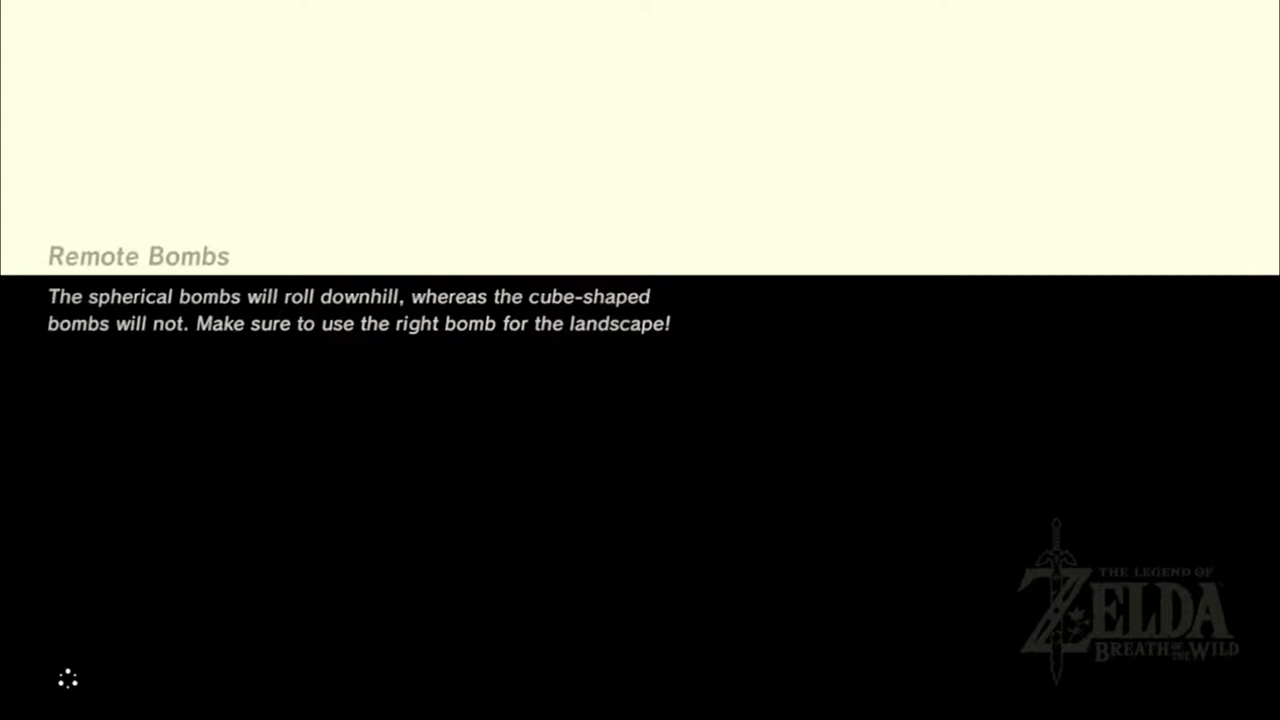 Remote Bombs
The spherical bombs will roll downhill, whereas the cube-shaped
bombs will not. Make sure to use the right bomb for the landscape!
THE LEGEND OF
ZELDA
BREATH OF THE WILD